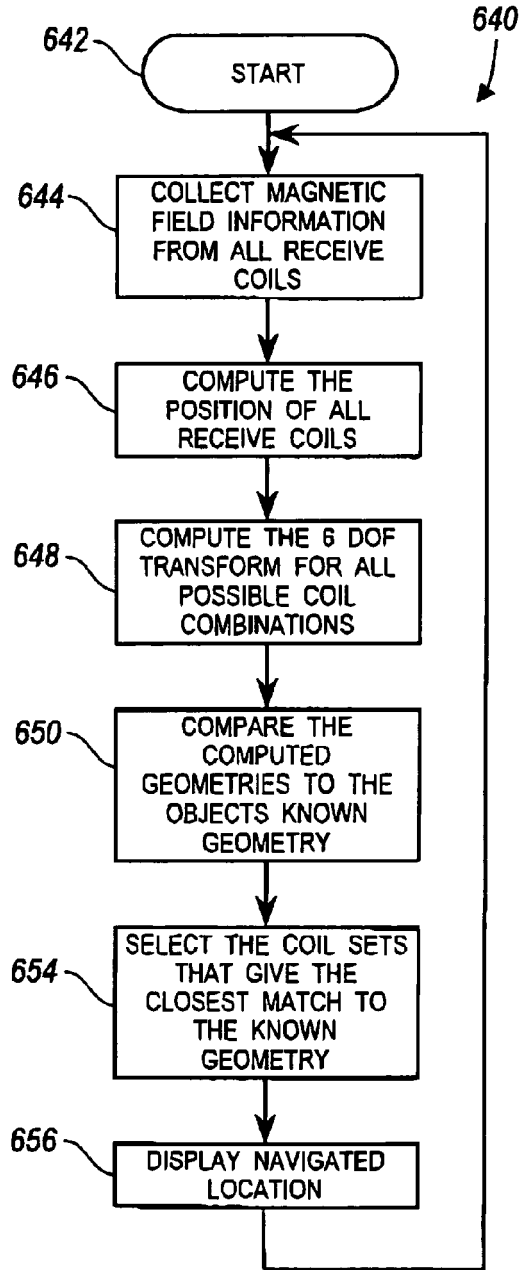 640
642
START
644
COLLECT MAGNETIC
FIELD INFORMATION
FROM ALL RECEIVE
COILS
646
COMPUTE THE
POSITION OF ALL
RECEIVE COILS
648
COMPUTE THE 6 DOF
TRANSFORM FOR ALL
POSSIBLE COIL
COMBINATIONS
650
COMPARE THE
COMPUTED
GEOMETRIES TO THE
OBJECTS KNOWN
GEOMETRY
654
SELECT THE COIL SETS
THAT GIVE THE
CLOSEST MATCH TO
THE KNOWN
GEOMETRY
656
DISPLAY NAVIGATED
LOCATION